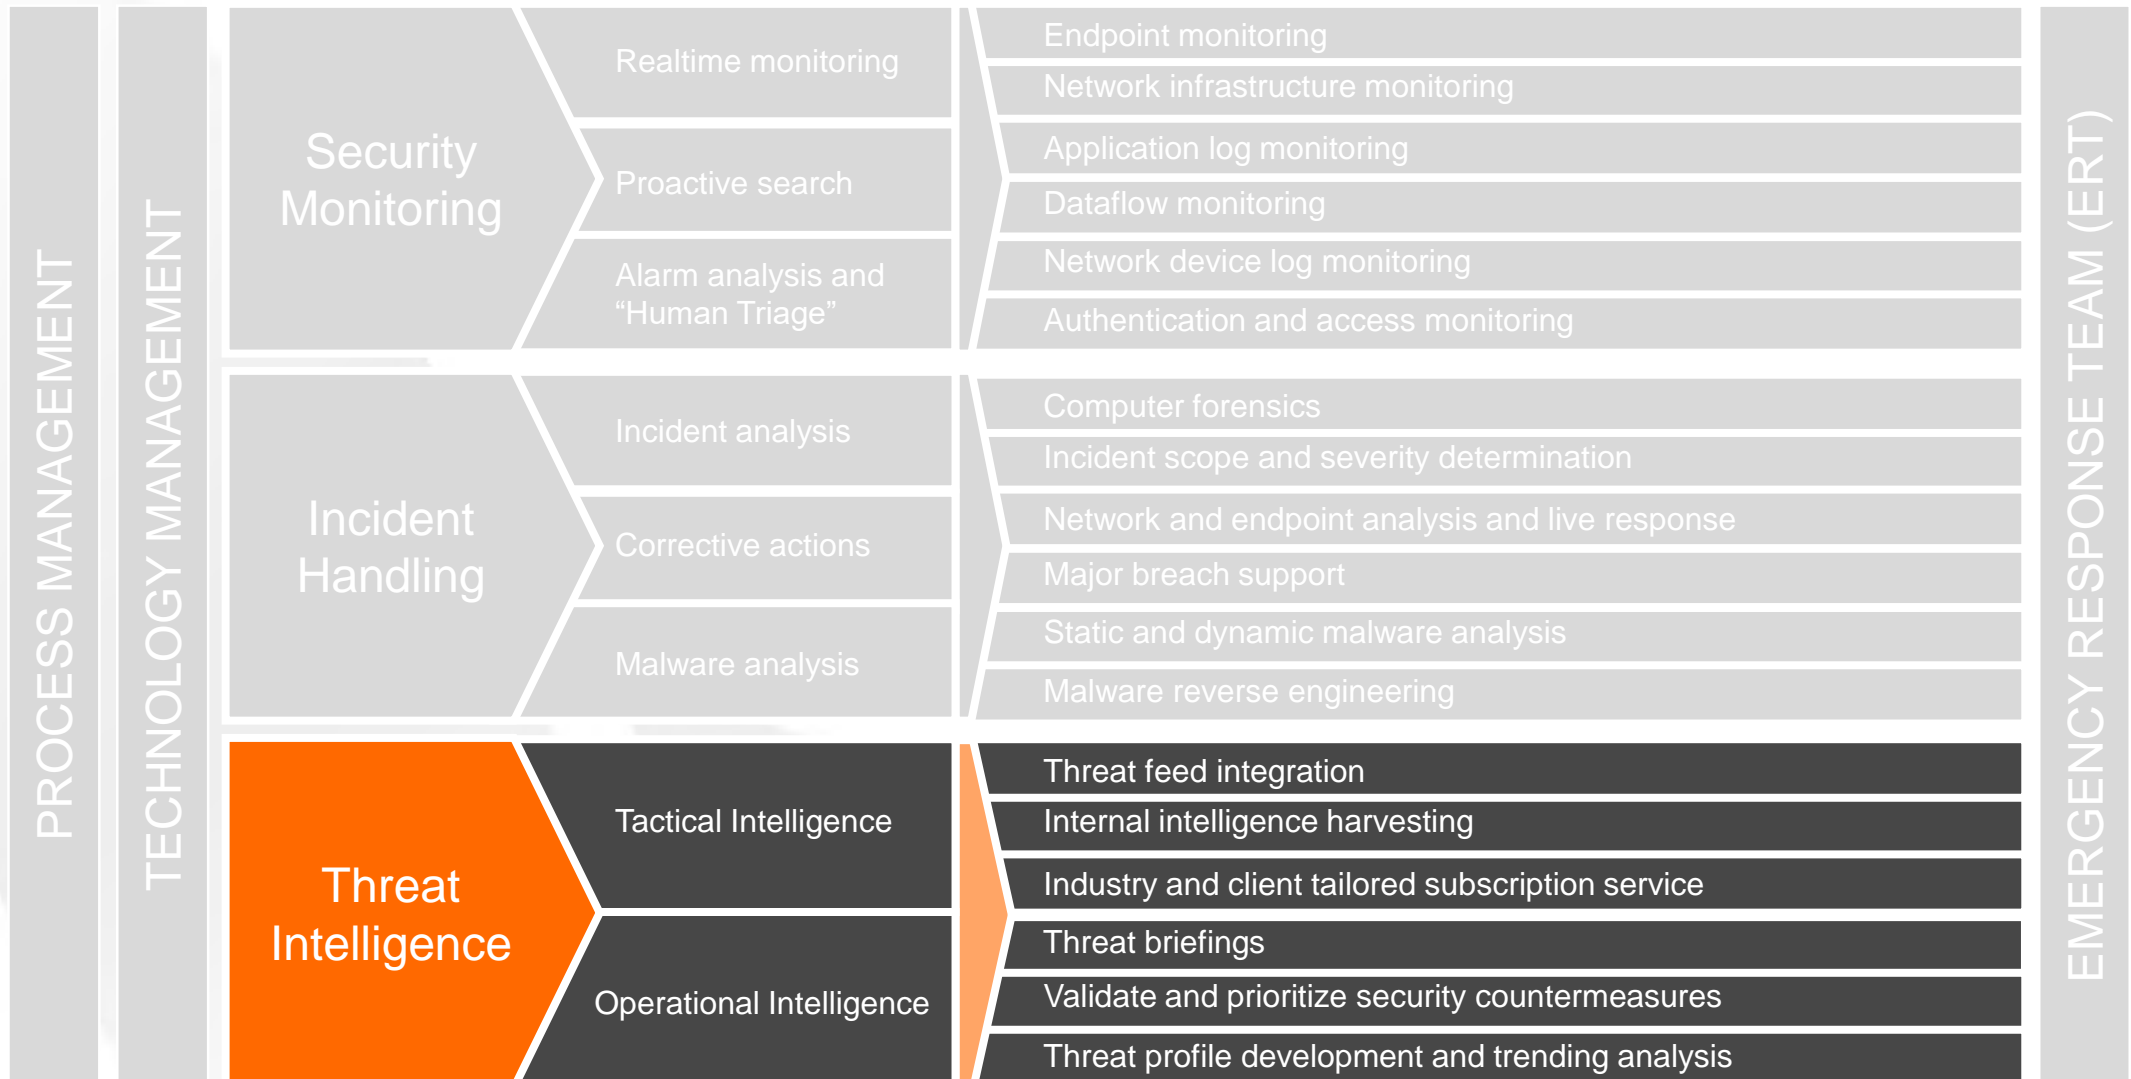 PROCESS MANAGEMENT
TECHNOLOGY MANAGEMENT
Security
Monitoring
Realtime monitoring
Proactive search
Alarm analysis and
“Human Triage”
Endpoint monitoring
Network infrastructure monitoring
Application log monitoring
Dataflow monitoring
Network device log monitoring
Authentication and access monitoring
Incident
Handling
Incident analysis
Corrective actions
Malware analysis
Computer forensics
Incident scope and severity determination
Network and endpoint analysis and live response
Major breach support
Static and dynamic malware analysis
Malware reverse engineering
Threat
Intelligence
Tactical Intelligence
Operational Intelligence
Threat feed integration
Internal intelligence harvesting
Industry and client tailored subscription service
Threat briefings
Validate and prioritize security countermeasures
Threat profile development and trending analysis
EMERGENCY RESPONSE TEAM (ERT)